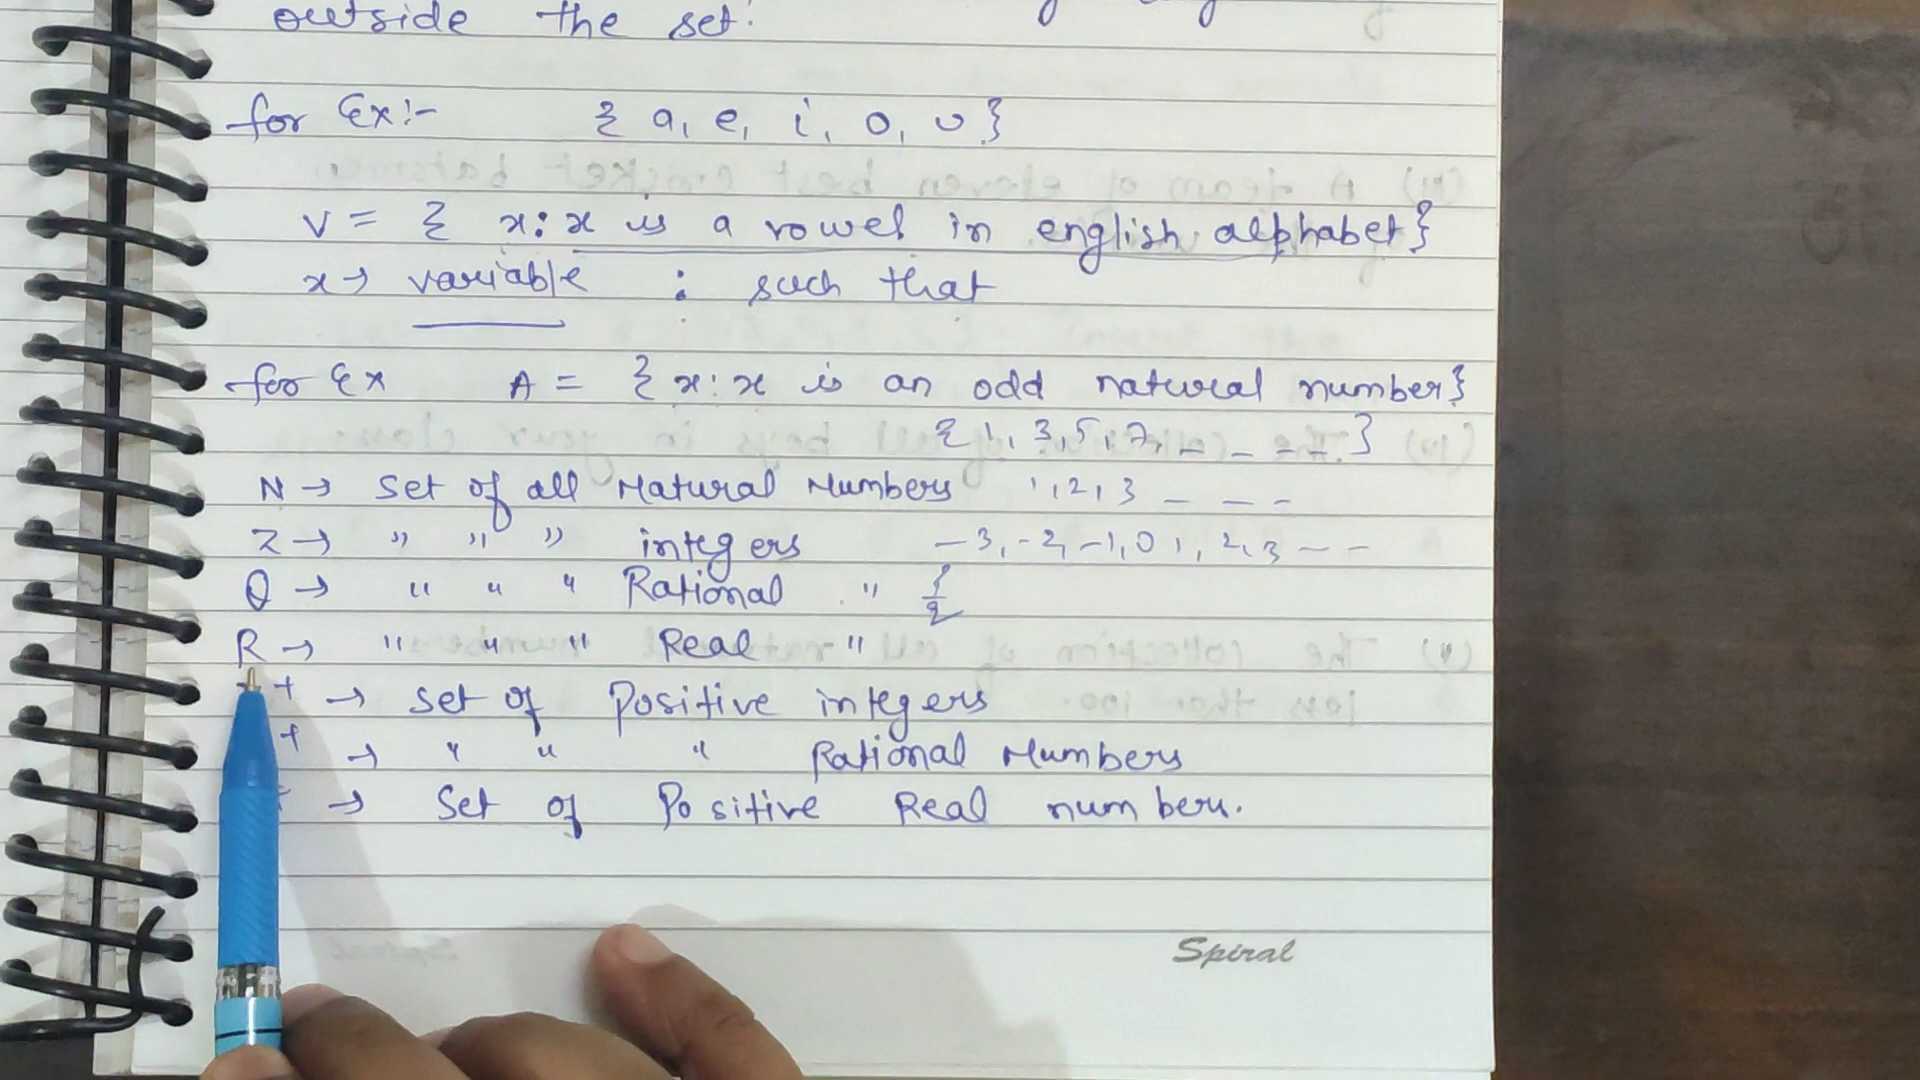 outside the set.
for Ex:- { a, e, i, o, u }
V = { x : x is a vowel in english alphabet }
x → variable : such that
for Ex A = { x : x is an odd natural number }
{ 1, 3, 5, 7, _ _ _ _ }
N → Set of all Natural Numbers 1, 2, 3 _ _ _
Z → " " " integers -3, -2, -1, 0 1, 2, 3 - -
Q → " " " Rational " p/q
R → " " " Real "
+ → set of Positive integers
+ → " " " Rational Numbers
+ → Set of Positive Real numbers.
Spiral